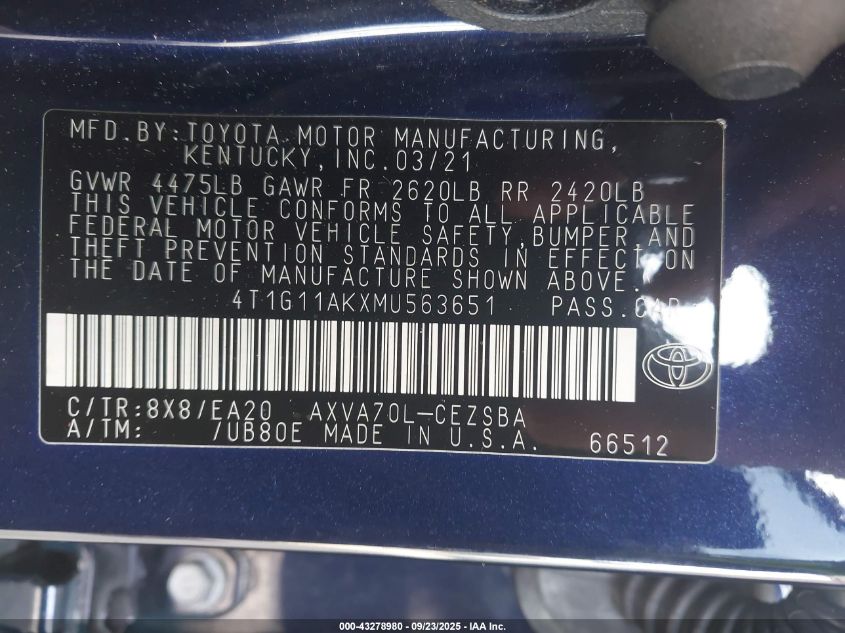 MFD.BY:TOYOTA MOTOR MANUFACTURING,
KENTUCKY,INC.03/21
GVWR 4475LB GAWR FR 2620LB RR 2420LB
THIS VEHICLE CONFORMS TO ALL APPLICABLE
FEDERAL MOTOR VEHICLE SAFETY,BUMPER,AND
THEFT PREVENTION STANDARDS IN EFFECT ON
THE DATE OF MANUFACTURE SHOWN ABOVE.
4T1G11AKXMU563651 PASS.CAR
C/TR:8X8/EA20 AXVA70L-CEZSBA
A/TM: /UB80E MADE IN U.S.A. 66512
000-43278980 - 09/23/2025 - IAA Inc.